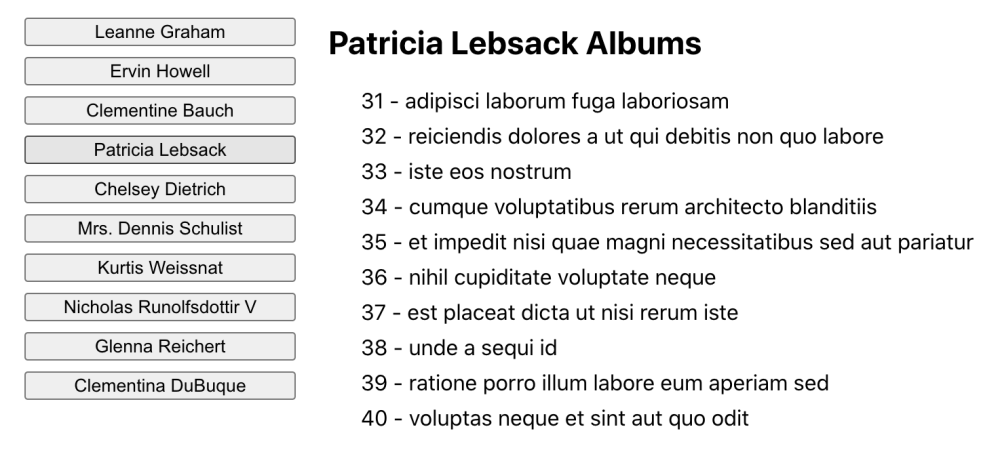 Leanne Graham
Ervin Howell
Clementine Bauch
Patricia Lebsack
Chelsey Dietrich
Mrs. Dennis Schulist
Kurtis Weissnat
Nicholas Runolfsdottir V
Glenna Reichert
Clementina DuBuque
Patricia Lebsack Albums
31 - adipisci laborum fuga laboriosam
32 - reiciendis dolores a ut qui debitis non quo labore
33 - iste eos nostrum
34 - cumque voluptatibus rerum architecto blanditiis
35 - et impedit nisi quae magni necessitatibus sed aut pariatur
36 - nihil cupiditate voluptate neque
37 - est placeat dicta ut nisi rerum iste
38 - unde a sequi id
39 - ratione porro illum labore eum aperiam sed
40 - voluptas neque et sint aut quo odit